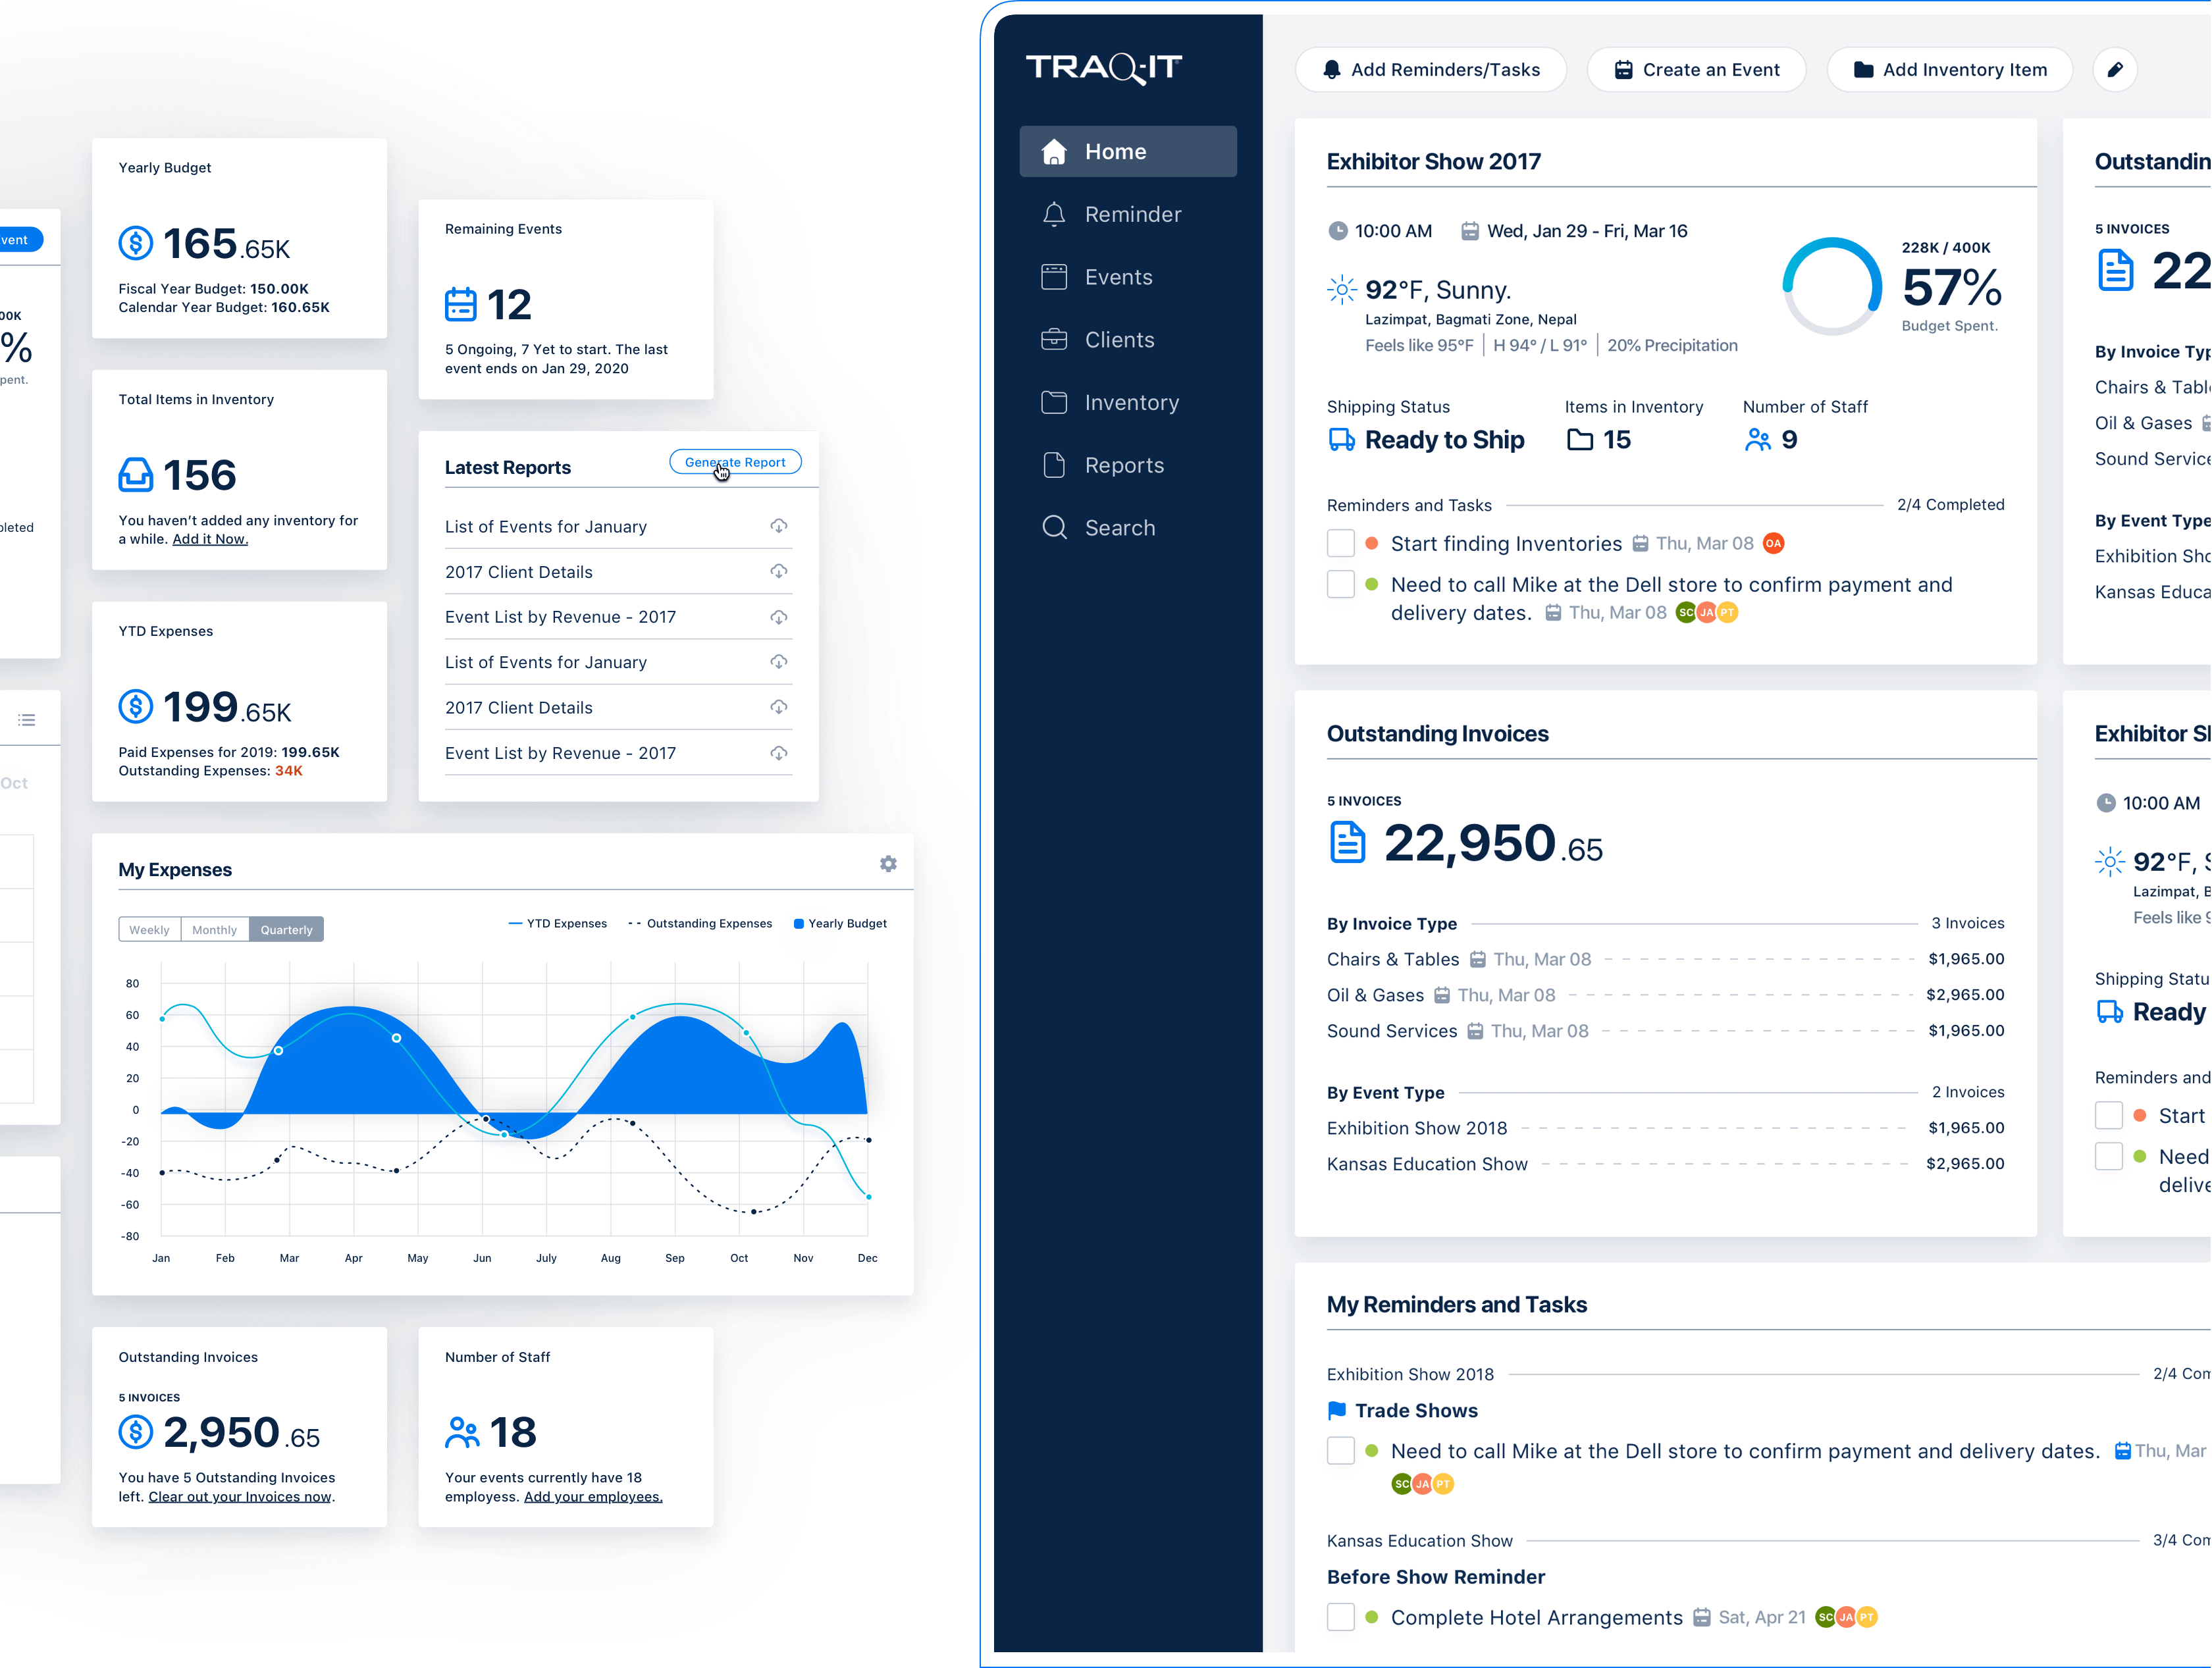 vent
00K
%
pent.
pleted
Oct
Yearly Budget
165.65K
Fiscal Year Budget: 150.00K
Calendar Year Budget: 160.65K
Total Items in Inventory
156
You haven't added any inventory for
a while. Add it Now.
YTD Expenses
199.65K
Paid Expenses for 2019: 199.65K
Outstanding Expenses: 34K
Remaining Events
12
5 Ongoing, 7 Yet to start. The last
event ends on Jan 29, 2020
Latest Reports
Generate Report
List of Events for January
2017 Client Details
Event List by Revenue - 2017
List of Events for January
2017 Client Details
Event List by Revenue - 2017
My Expenses
Weekly Monthly Quarterly
YTD Expenses Outstanding Expenses Yearly Budget
80
60
40
20
0
-20
-40
-60
-80
Jan Feb Mar Apr May Jun July Aug Sep Oct Nov Dec
Outstanding Invoices
5 INVOICES
2,950.65
You have 5 Outstanding Invoices
left. Clear out your Invoices now.
Number of Staff
18
Your events currently have 18
employess. Add your employees.
TRAQ-IT
Home
Reminder
Events
Clients
Inventory
Reports
Search
Add Reminders/Tasks Create an Event Add Inventory Item
Exhibitor Show 2017
10:00 AM Wed, Jan 29 - Fri, Mar 16
92°F, Sunny.
Lazimpat, Bagmati Zone, Nepal
Feels like 95°F H 94° / L 91° 20% Precipitation
228K / 400K
57%
Budget Spent.
Shipping Status Items in Inventory Number of Staff
Ready to Ship 15 9
Reminders and Tasks 2/4 Completed
Start finding Inventories Thu, Mar 08 OA
Need to call Mike at the Dell store to confirm payment and
delivery dates. Thu, Mar 08 SC JA PT
Outstanding Invoices
5 INVOICES
22,950.65
By Invoice Type 3 Invoices
Chairs & Tables Thu, Mar 08 $1,965.00
Oil & Gases Thu, Mar 08 $2,965.00
Sound Services Thu, Mar 08 $1,965.00
By Event Type 2 Invoices
Exhibition Show 2018 $1,965.00
Kansas Education Show $2,965.00
My Reminders and Tasks
Exhibition Show 2018 2/4 Com
Trade Shows
Need to call Mike at the Dell store to confirm payment and delivery dates. Thu, Mar
SC JA PT
Kansas Education Show 3/4 Com
Before Show Reminder
Complete Hotel Arrangements Sat, Apr 21 SC JA PT
Outstandin
5 INVOICES
22
By Invoice Typ
Chairs & Tabl
Oil & Gases
Sound Service
By Event Type
Exhibition Sho
Kansas Educa
Exhibitor S
10:00 AM
92°F, S
Lazimpat, B
Feels like 9
Shipping Statu
Ready
Reminders and
Start
Need
delive